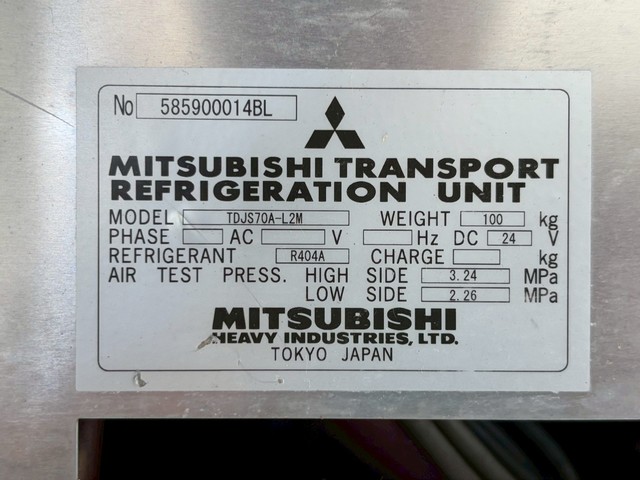 No 585900014BL
MITSUBISHI TRANSPORT
REFRIGERATION UNIT
MODEL TDJS70A-L2M WEIGHT 100 kg
PHASE AC V Hz DC 24 V
REFRIGERANT R404A CHARGE kg
AIR TEST PRESS. HIGH SIDE 3.24 MPa
LOW SIDE 2.26 MPa
MITSUBISHI
HEAVY INDUSTRIES, LTD.
TOKYO JAPAN